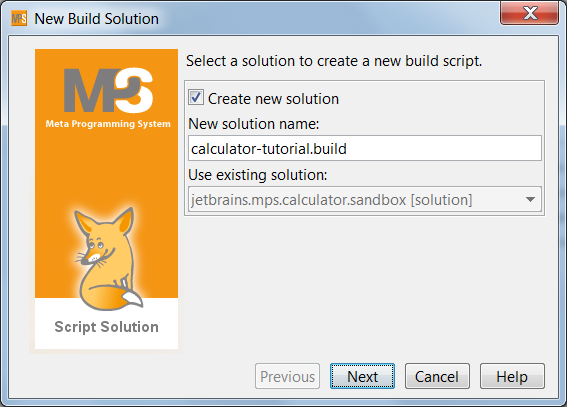 MPS New Build Solution
MPS
Meta Programming System
Script Solution
Select a solution to create a new build script.
Create new solution
New solution name:
calculator-tutorial.build
Use existing solution:
jetbrains.mps.calculator.sandbox [solution]
Previous
Next
Cancel
Help